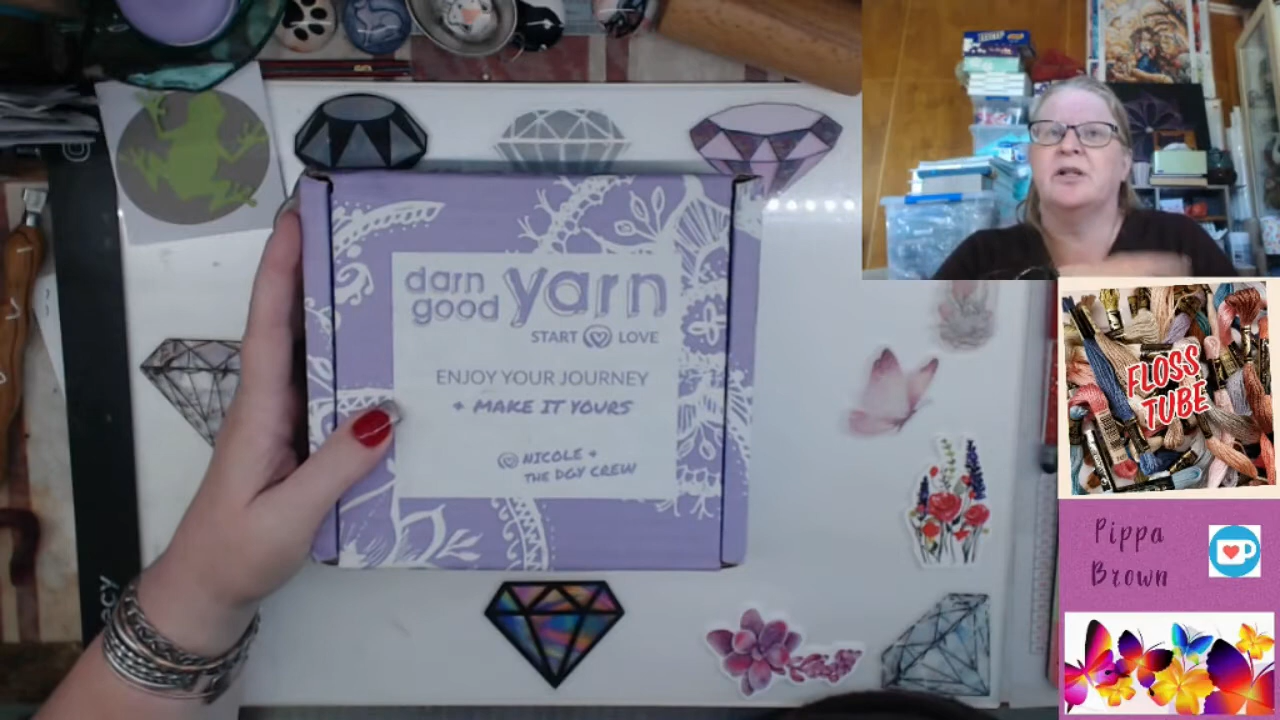 darn good yarn
START LOVE
ENJOY YOUR JOURNEY
+ MAKE IT YOURS
NICOLE +
THE DGY CREW
FLOSS
TUBE
Pippa
Brown